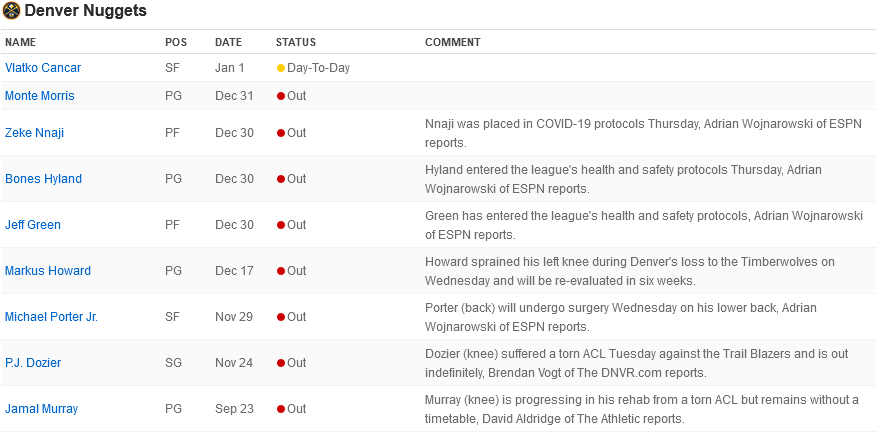 Denver Nuggets
NAME POS DATE STATUS COMMENT
Vlatko Cancar SF Jan 1 Day-To-Day
Monte Morris PG Dec 31 Out
Zeke Nnaji PF Dec 30 Out Nnaji was placed in COVID-19 protocols Thursday, Adrian Wojnarowski of ESPN
reports.
Bones Hyland PG Dec 30 Out Hyland entered the league's health and safety protocols Thursday, Adrian
Wojnarowski of ESPN reports.
Jeff Green PF Dec 30 Out Green has entered the league's health and safety protocols, Adrian Wojnarowski
of ESPN reports.
Markus Howard PG Dec 17 Out Howard sprained his left knee during Denver's loss to the Timberwolves on
Wednesday and will be re-evaluated in six weeks.
Michael Porter Jr. SF Nov 29 Out Porter (back) will undergo surgery Wednesday on his lower back, Adrian
Wojnarowski of ESPN reports.
P.J. Dozier SG Nov 24 Out Dozier (knee) suffered a torn ACL Tuesday against the Trail Blazers and is out
indefinitely, Brendan Vogt of The DNVR.com reports.
Jamal Murray PG Sep 23 Out Murray (knee) is progressing in his rehab from a torn ACL but remains without a
timetable, David Aldridge of The Athletic reports.